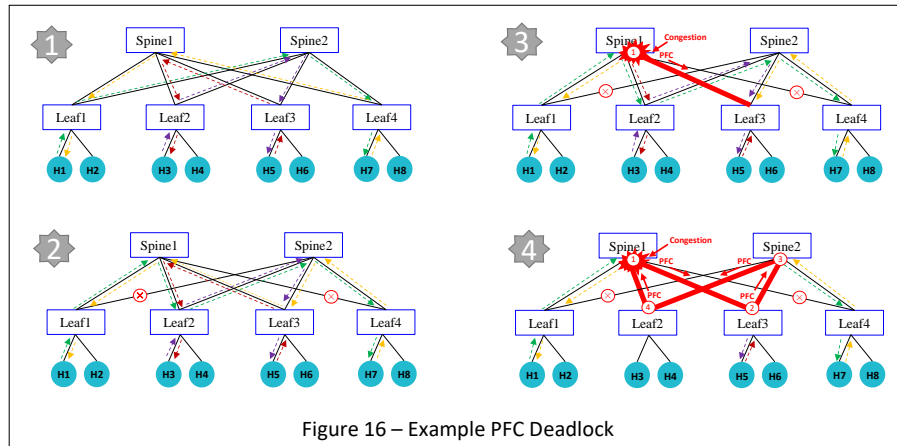 1
Spine1 Spine2
Leaf1 Leaf2 Leaf3 Leaf4
H1 H2 H3 H4 H5 H6 H7 H8
3
Congestion
Spine1 Spine2
1 PFC
Leaf1 Leaf2 Leaf3 Leaf4
H1 H2 H3 H4 H5 H6 H7 H8
2
Spine1 Spine2
Leaf1 Leaf2 Leaf3 Leaf4
H1 H2 H3 H4 H5 H6 H7 H8
4
Congestion
Spine1 Spine2
1 PFC PFC 3
PFC PFC
4 2
Leaf1 Leaf2 Leaf3 Leaf4
H1 H2 H3 H4 H5 H6 H7 H8
Figure 16 – Example PFC Deadlock